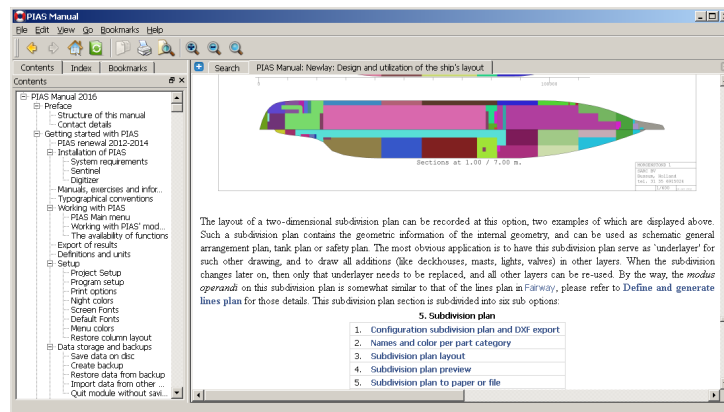 PIAS Manual
File Edit View Go Bookmarks Help
Contents Index Bookmarks
Search PIAS Manual: Newlay: Design and utilization of the ship's layout
Contents
PIAS Manual 2016
Preface
Structure of this manual
Contact details
Getting started with PIAS
PIAS renewal 2012-2014
Installation of PIAS
System requirements
Sentinel
Digitizer
Manuals, exercises and infor...
Typographical conventions
Working with PIAS
PIAS Main menu
Working with PIAS' mod...
The availability of functions
Export of results
Definitions and units
Setup
Project Setup
Program setup
Print options
Night colors
Screen Fonts
Default Fonts
Menu colors
Restore column layout
Data storage and backups
Save data on disc
Create backup
Restore data from backup
Import data from other ...
Quit module without savi...
Sections at 1.00 / 7.00 m.
The layout of a two-dimensional subdivision plan can be recorded at this option, two examples of which are displayed above.
Such a subdivision plan contains the geometric information of the internal geometry, and can be used as schematic general
arrangement plan, tank plan or safety plan. The most obvious application is to have this subdivision plan serve as `underlayer' for
such other drawing, and to draw all additions (like deckhouses, masts, lights, valves) in other layers. When the subdivision
changes later on, then only that underlayer needs to be replaced, and all other layers can be re-used. By the way, the modus
operandi on this subdivision plan is somewhat similar to that of the lines plan in Fairway, please refer to Define and generate
lines plan for those details. This subdivision plan section is subdivided into six sub options:
5. Subdivision plan
1. Configuration subdivision plan and DXF export
2. Names and color per part category
3. Subdivision plan layout
4. Subdivision plan preview
5. Subdivision plan to paper or file